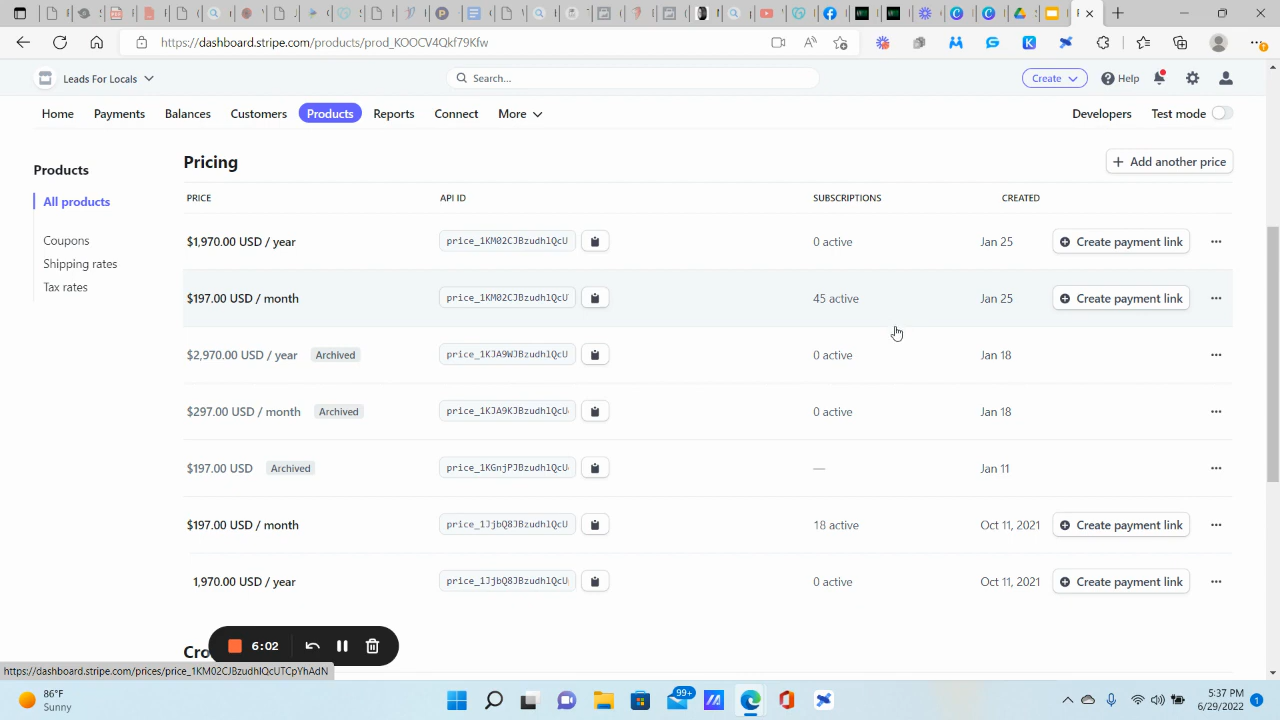 https://dashboard.stripe.com/products/prod_KOOCV4Qkf79Kfw
Leads For Locals
Search...
Create
Help
Home
Payments
Balances
Customers
Products
Reports
Connect
More
Developers
Test mode
Products
All products
Coupons
Shipping rates
Tax rates
Pricing
Add another price
PRICE API ID SUBSCRIPTIONS CREATED
$1,970.00 USD / year price_1KM02CJBzudhlQcU 0 active Jan 25 Create payment link
$197.00 USD / month price_1KM02CJBzudhlQcU 45 active Jan 25 Create payment link
$2,970.00 USD / year Archived price_1KJA9WJBzudhlQcU 0 active Jan 18
$297.00 USD / month Archived price_1KJA9KJBzudhlQcU 0 active Jan 18
$197.00 USD Archived price_1KGnjPJBzudhlQcU — Jan 11
$197.00 USD / month price_1JjbQ8JBzudhlQcU 18 active Oct 11, 2021 Create payment link
1,970.00 USD / year price_1JjbQ8JBzudhlQcU 0 active Oct 11, 2021 Create payment link
Cro
6:02
https://dashboard.stripe.com/prices/price_1KM02CJBzudhlQcUTCpYhAdN
86°F
Sunny
99+
5:37 PM
6/29/2022
1